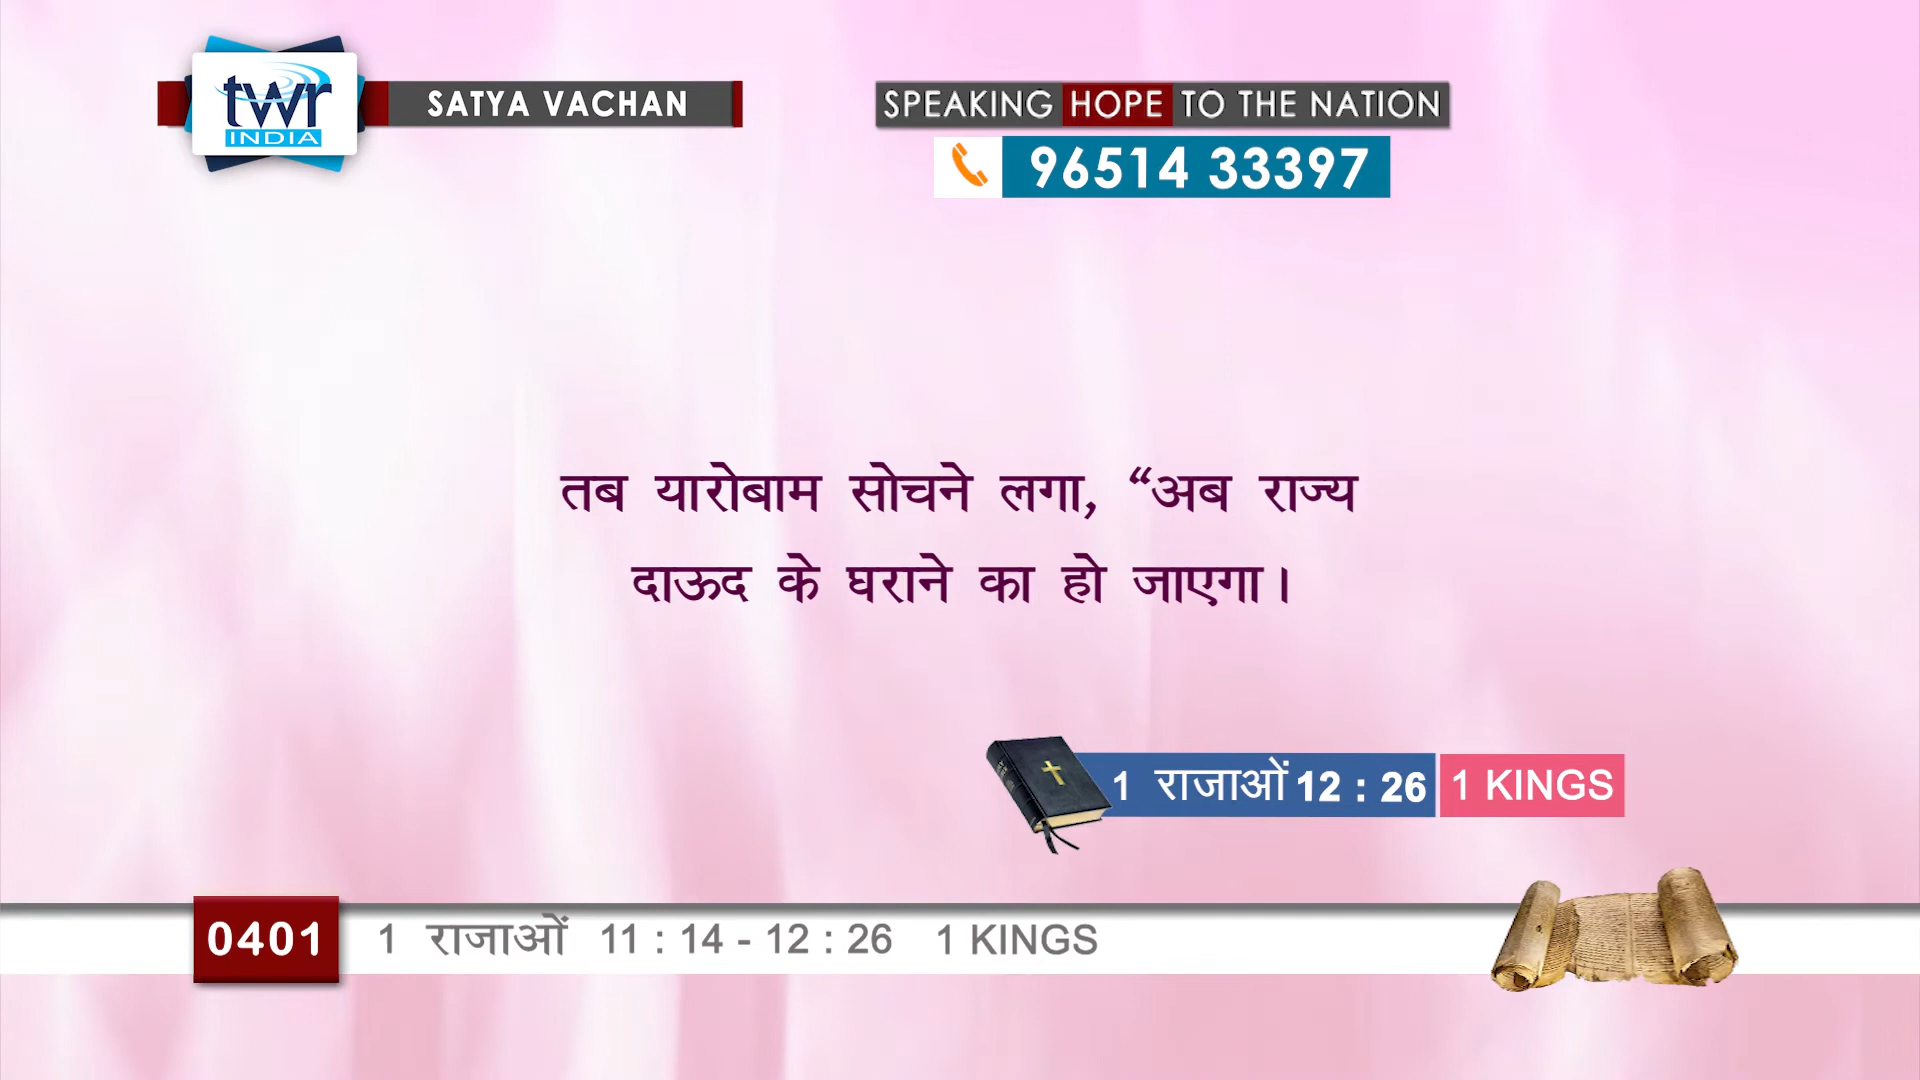 twr
INDIA
SATYA VACHAN
SPEAKING HOPE TO THE NATION
96514 33397
तब यारोबाम सोचने लगा, “अब राज्य
दाऊद के घराने का हो जाएगा।
1 राजाओं 12 : 26 1 KINGS
0401 1 राजाओं 11 : 14 - 12 : 26 1 KINGS